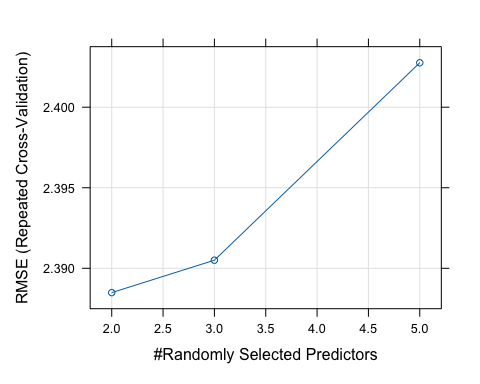 RMSE (Repeated Cross-Validation)
2.400
2.395
2.390
2.0 2.5 3.0 3.5 4.0 4.5 5.0
#Randomly Selected Predictors